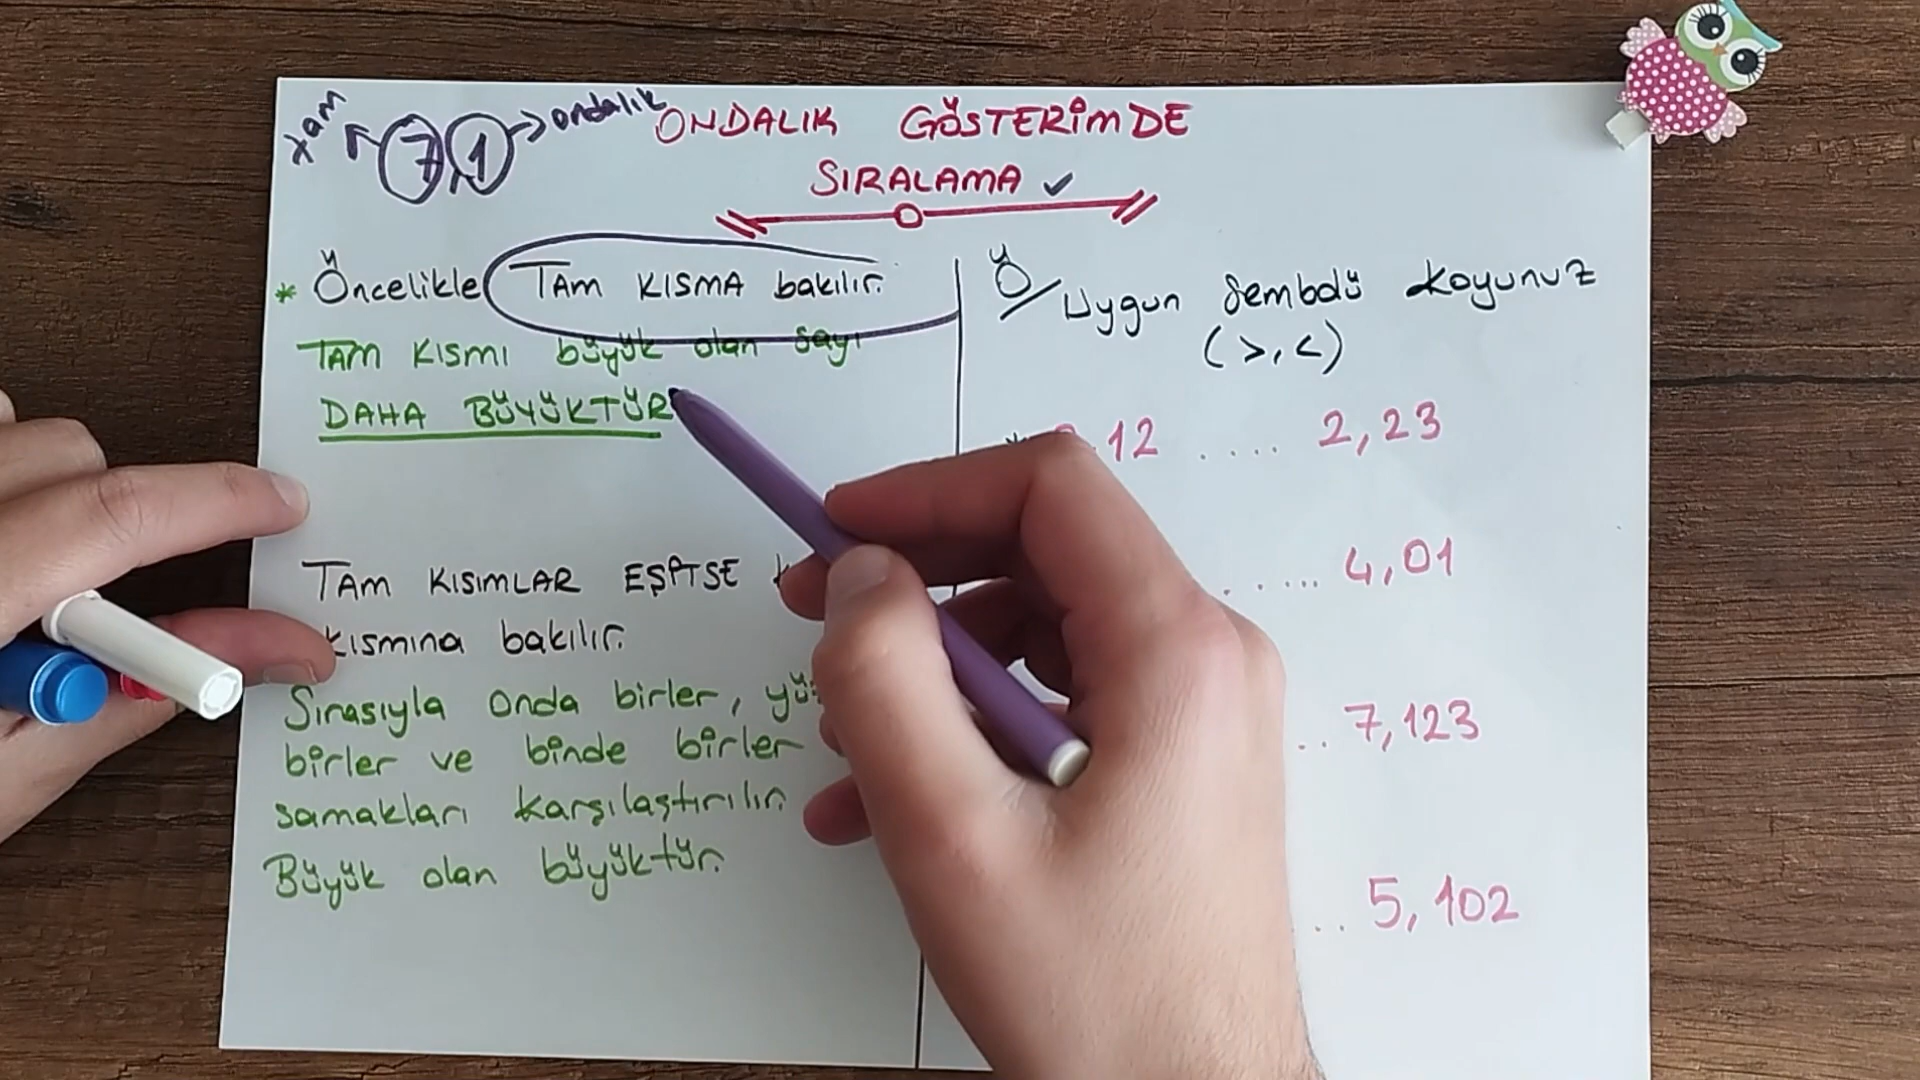 tam 7,1 → ondalık
ONDALIK GÖSTERİMDE
SIRALAMA ✓
* Öncelikle TAM KISMA bakılır.
TAM KISMI büyük olan sayı
DAHA BÜYÜKTÜR
TAM KISIMLAR EŞİTSE
kısmına bakılır.
Sırasıyla onda birler,
birler ve binde birler
samakları karşılaştırılır.
Büyük olan büyüktür.
Ö/ Uygun sembolü koyunuz
(>,<)
,12 .... 2,23
..... 4,01
.. 7,123
.. 5,102